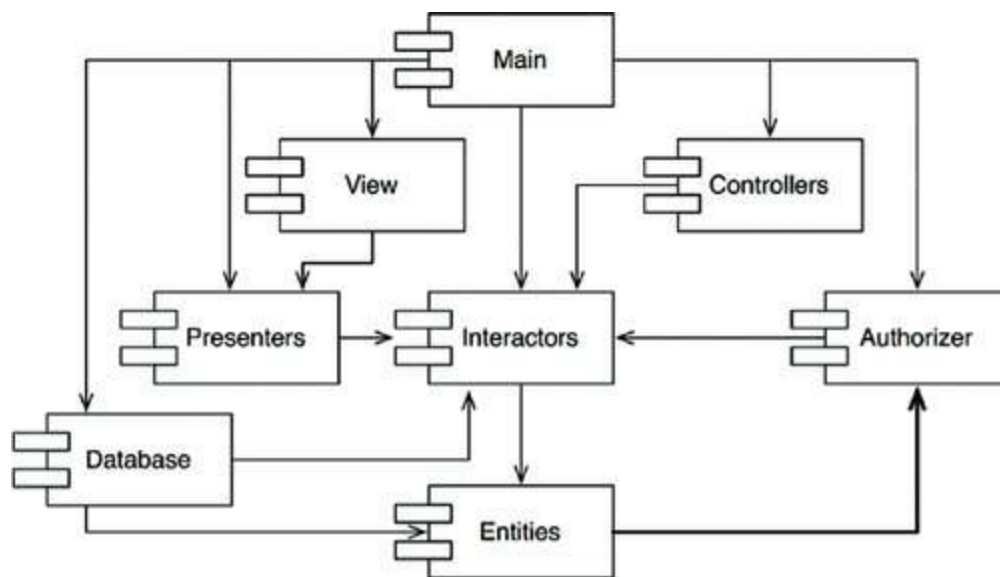 Main
View
Controllers
Presenters
Interactors
Authorizer
Database
Entities